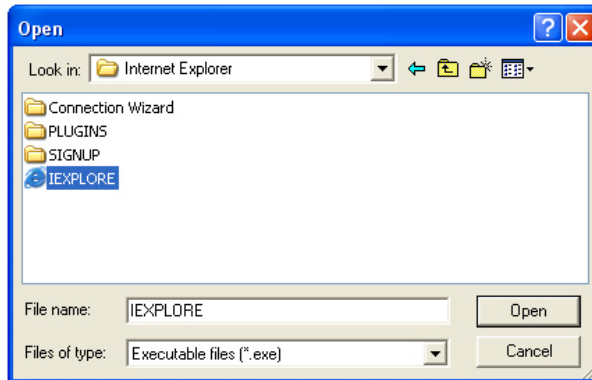 Open
Look in: Internet Explorer
Connection Wizard
PLUGINS
SIGNUP
IEXPLORE
File name: IEXPLORE Open
Files of type: Executable files (*.exe) Cancel